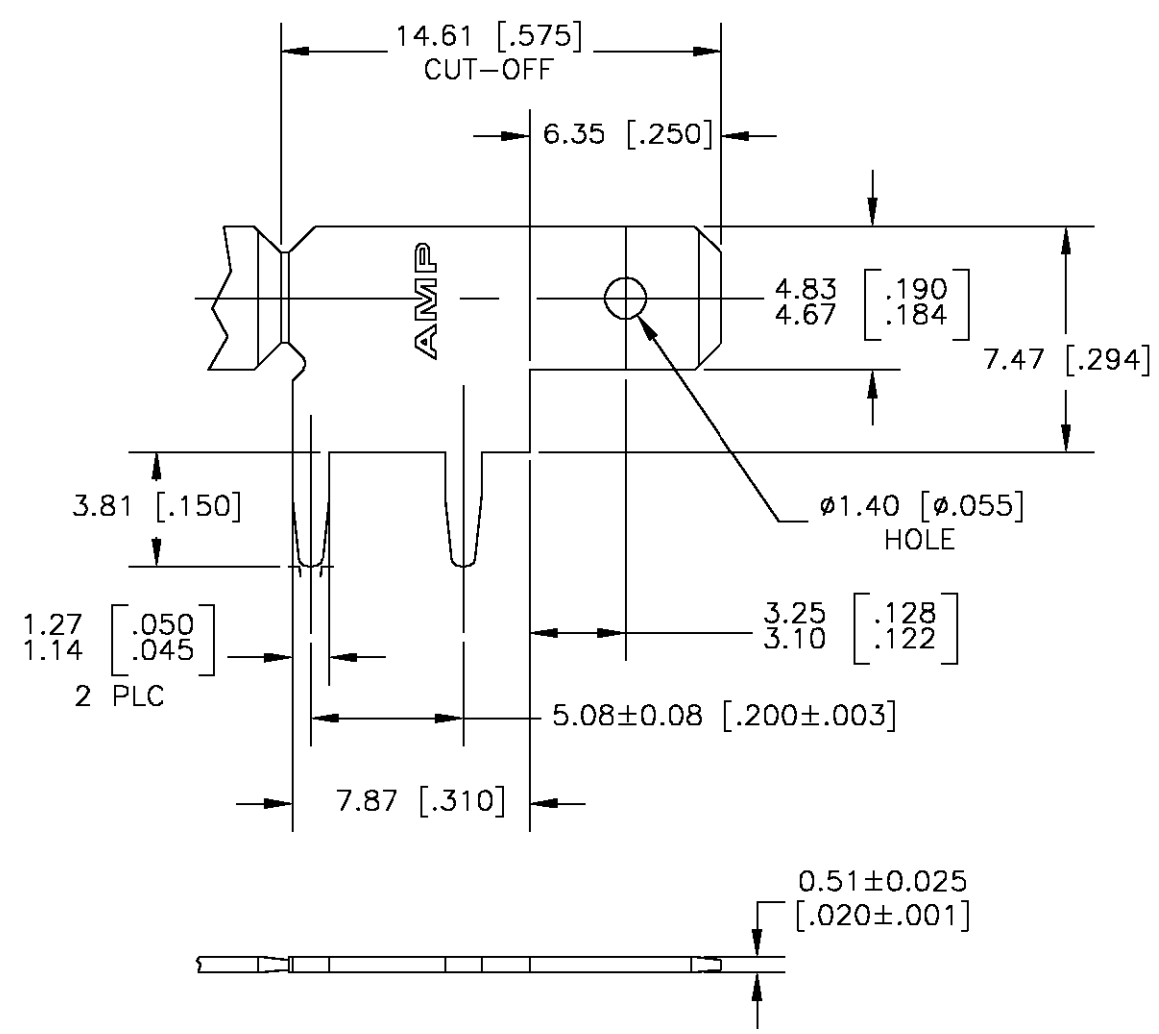 14.61 [.575]
CUT-OFF
6.35 [.250]
AMP
4.83 [.190]
4.67 [.184]
7.47 [.294]
3.81 [.150]
ø1.40 [ø.055]
HOLE
1.27 [.050]
1.14 [.045]
2 PLC
3.25 [.128]
3.10 [.122]
5.08±0.08 [.200±.003]
7.87 [.310]
0.51±0.025
[.020±.001]